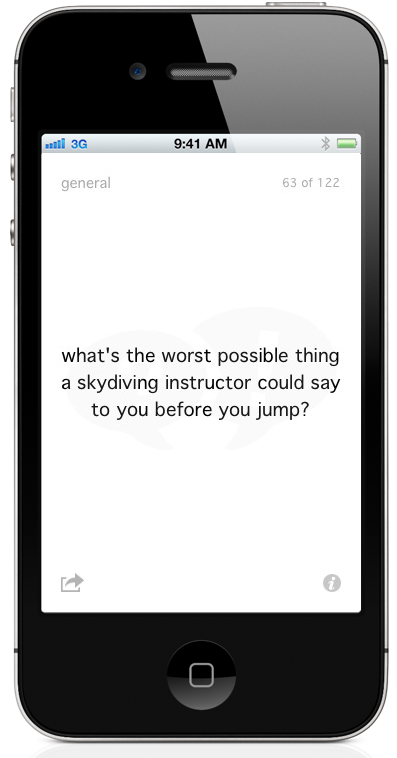 3G 9:41 AM
general 63 of 122
what's the worst possible thing
a skydiving instructor could say
to you before you jump?